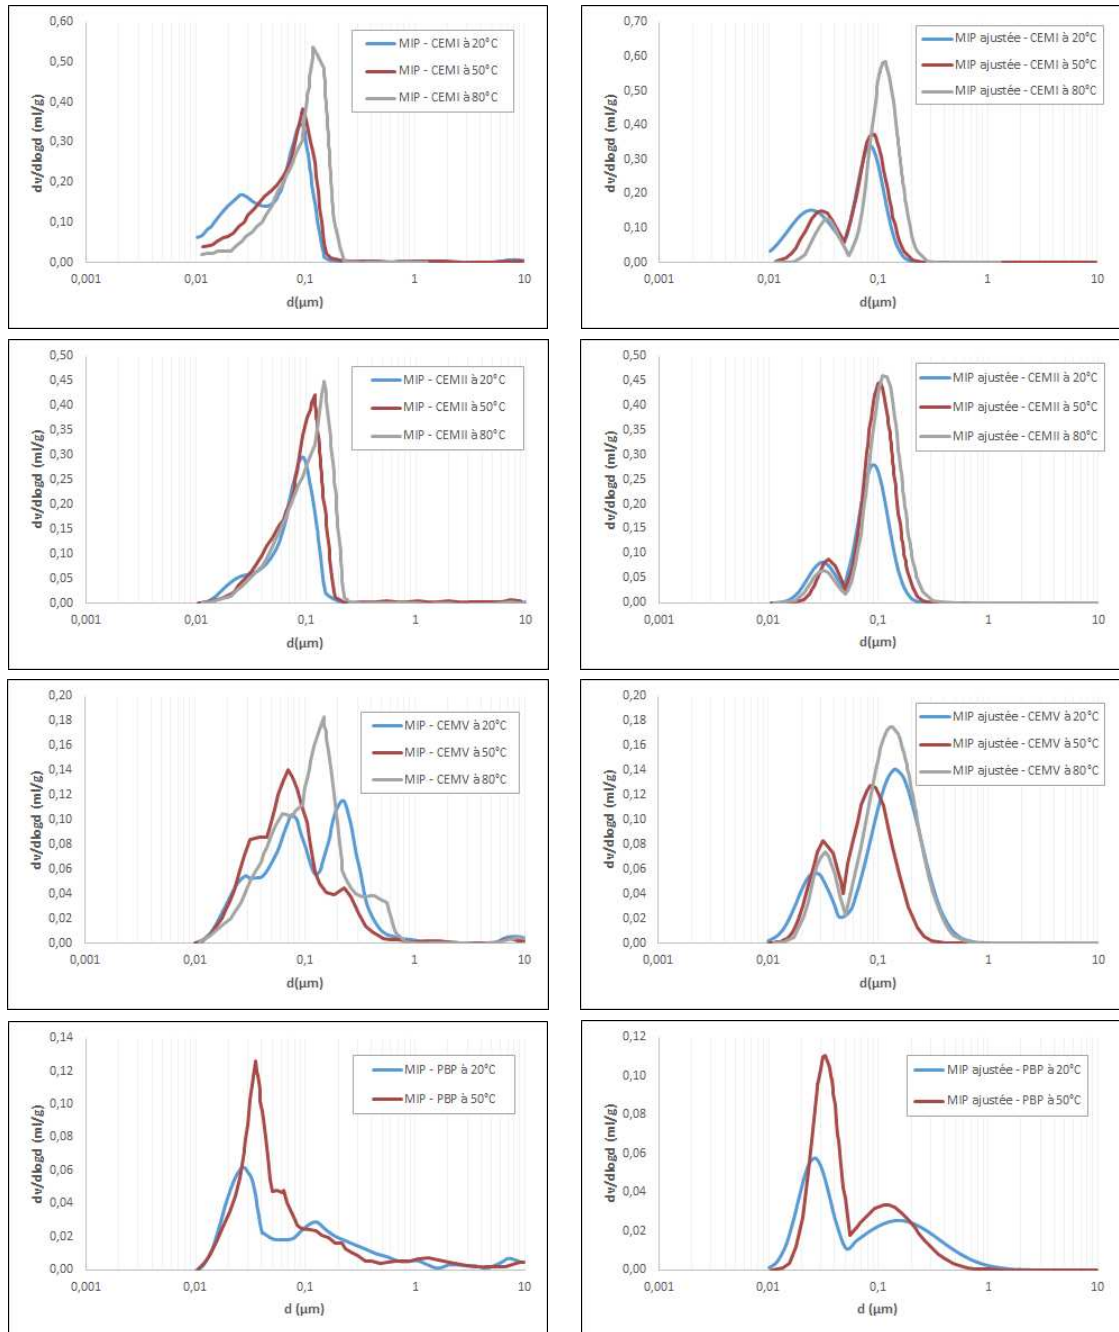 0,60
0,50
0,40
0,30
0,20
0,10
0,00
dv/dlogd (ml/g)
MIP - CEMI à 20°C
MIP - CEMI à 50°C
MIP - CEMI à 80°C
0,001 0,01 0,1 1 10
d(µm)
0,70
0,60
0,50
0,40
0,30
0,20
0,10
0,00
dv/dlogd (ml/g)
MIP ajustée - CEMI à 20°C
MIP ajustée - CEMI à 50°C
MIP ajustée - CEMI à 80°C
0,001 0,01 0,1 1 10
d(µm)
0,50
0,45
0,40
0,35
0,30
0,25
0,20
0,15
0,10
0,05
0,00
dv/dlogd (ml/g)
MIP - CEMII à 20°C
MIP - CEMII à 50°C
MIP - CEMII à 80°C
0,001 0,01 0,1 1 10
d(µm)
0,50
0,45
0,40
0,35
0,30
0,25
0,20
0,15
0,10
0,05
0,00
dv/dlogd (ml/g)
MIP ajustée - CEMII à 20°C
MIP ajustée - CEMII à 50°C
MIP ajustée - CEMII à 80°C
0,001 0,01 0,1 1 10
d(µm)
0,20
0,18
0,16
0,14
0,12
0,10
0,08
0,06
0,04
0,02
0,00
dv/dlogd (ml/g)
MIP - CEMV à 20°C
MIP - CEMV à 50°C
MIP - CEMV à 80°C
0,001 0,01 0,1 1 10
d(µm)
0,20
0,18
0,16
0,14
0,12
0,10
0,08
0,06
0,04
0,02
0,00
dv/dlogd (ml/g)
MIP ajustée - CEMV à 20°C
MIP ajustée - CEMV à 50°C
MIP ajustée - CEMV à 80°C
0,001 0,01 0,1 1 10
d(µm)
0,14
0,12
0,10
0,08
0,06
0,04
0,02
0,00
dv/dlogd (ml/g)
MIP - PBP à 20°C
MIP - PBP à 50°C
0,001 0,01 0,1 1 10
d (µm)
0,12
0,10
0,08
0,06
0,04
0,02
0,00
dv/dlogd (ml/g)
MIP ajustée - PBP à 20°C
MIP ajustée - PBP à 50°C
0,001 0,01 0,1 1 10
d (µm)